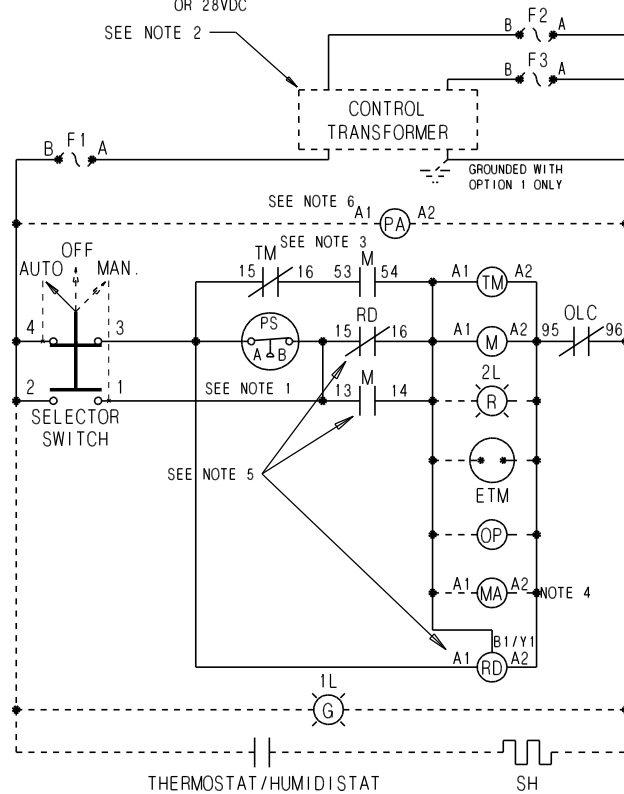 OR 28VDC
SEE NOTE 2
B F2 A
B F3 A
CONTROL
TRANSFORMER
B F1 A
GROUNDED WITH
OPTION 1 ONLY
SEE NOTE 6
A1 PA A2
SEE NOTE 3
OFF
AUTO MAN.
TM M
15 16 53 54
A1 TM A2
4 3
PS
A B
RD
15 16
A1 M A2
OLC
95 96
2 1
SEE NOTE 1
M
13 14
2L
R
SELECTOR
SWITCH
SEE NOTE 5
ETM
OP
A1 MA A2 NOTE 4
B1/Y1
A1 RD A2
1L
G
THERMOSTAT/HUMIDISTAT
SH